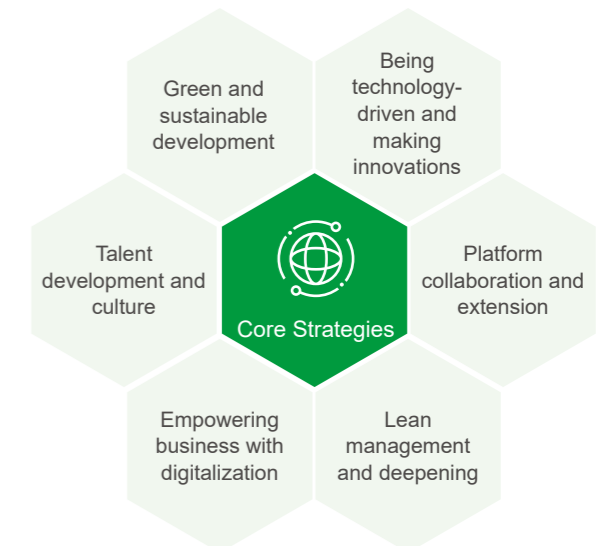 Green and
sustainable
development
Being
technology-
driven and
making
innovations
Talent
development and
culture
Core Strategies
Platform
collaboration and
extension
Empowering
business with
digitalization
Lean
management
and deepening